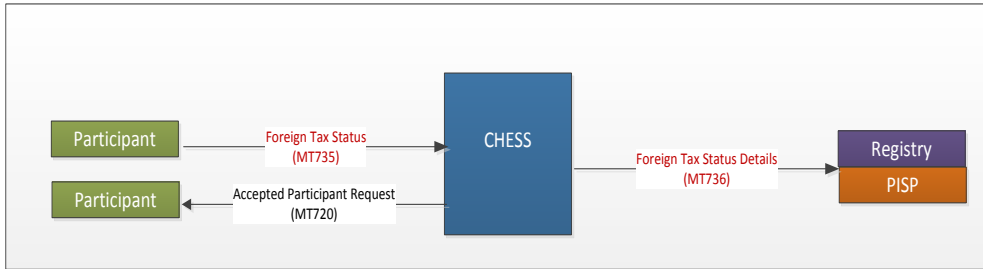 Participant
Foreign Tax Status
(MT735)
CHESS
Foreign Tax Status Details
(MT736)
Registry
PISP
Participant
Accepted Participant Request
(MT720)